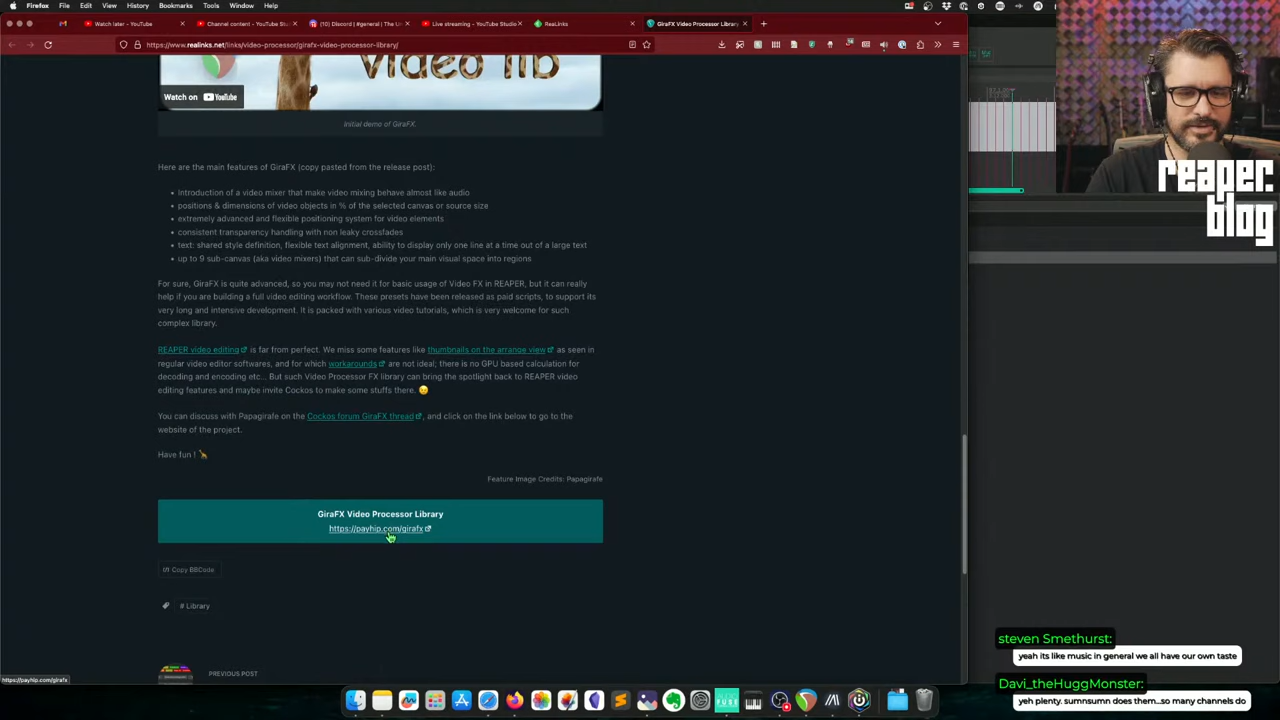 Firefox File Edit View History Bookmarks Tools Window Help
Watch later - YouTube
Channel content - YouTube Stu
(10) Discord | #general | The Un
Live streaming - YouTube Studio
ReaLinks
GiraFX Video Processor Library
https://www.realinks.net/links/video-processor/girafx-video-processor-library/
video lib
Watch on YouTube
Initial demo of GiraFX.
Here are the main features of GiraFX (copy pasted from the release post):
introduction of a video mixer that make video mixing behave almost like audio
positions & dimensions of video objects in % of the selected canvas or source size
extremely advanced and flexible positioning system for video elements
consistent transparency handling with non leaky crossfades
text: shared style definition, flexible text alignment, ability to display only one line at a time out of a large text
up to 9 sub-canvas (aka video mixers) that can sub-divide your main visual space into regions
For sure, GiraFX is quite advanced, so you may not need it for basic usage of Video FX in REAPER, but it can really
help if you are building a full video editing workflow. These presets have been released as paid scripts, to support its
very long and intensive development. It is packed with various video tutorials, which is very welcome for such
complex library.
REAPER video editing is far from perfect. We miss some features like thumbnails on the arrange view as seen in
regular video editor softwares, and for which workarounds are not ideal; there is no GPU based calculation for
decoding and encoding etc... But such Video Processor FX library can bring the spotlight back to REAPER video
editing features and maybe invite Cockos to make some stuffs there. 😉
You can discuss with Papagirafe on the Cockos forum GiraFX thread, and click on the link below to go to the
website of the project.
Have fun ! 🦒
Feature Image Credits: Papagirafe
GiraFX Video Processor Library
https://payhip.com/girafx
Copy BBCode
# Library
PREVIOUS POST
https://payhip.com/girafx
reaper.
blog
steven Smethurst:
yeah its like music in general we all have our own taste
Davi_theHuggMonster:
yeh plenty. sumnsumn does them...so many channels do